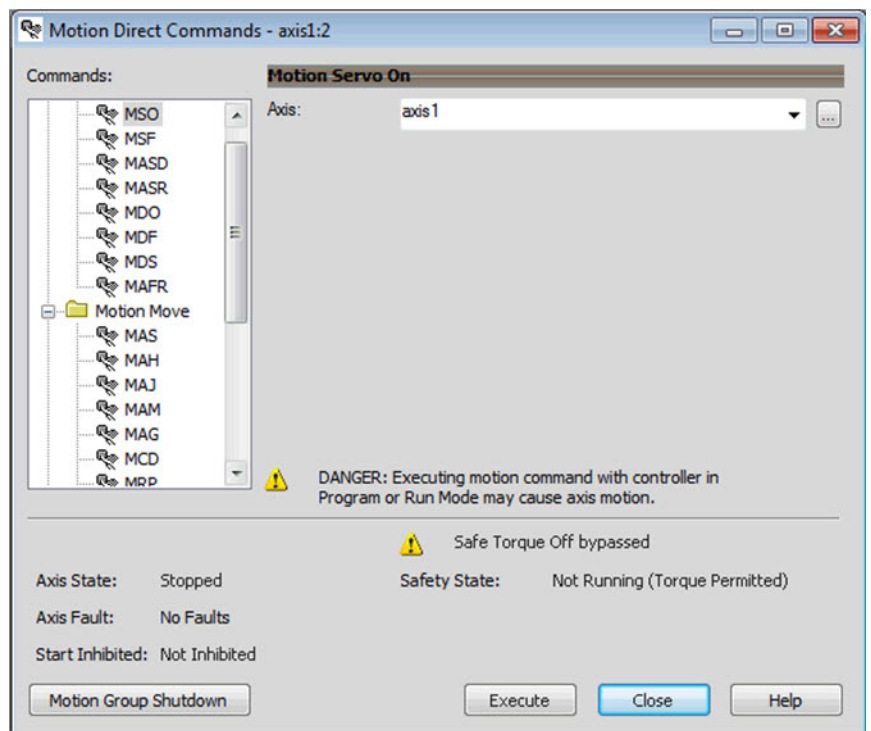 Motion Direct Commands - axis1:2
Commands:
Motion Servo On
MSO
MSF
MASD
MASR
MDO
MDF
MDS
MAFR
Motion Move
MAS
MAH
MAJ
MAM
MAG
MCD
MRP
Axis:
axis1
...
DANGER: Executing motion command with controller in
Program or Run Mode may cause axis motion.
Safe Torque Off bypassed
Axis State: Stopped
Safety State: Not Running (Torque Permitted)
Axis Fault: No Faults
Start Inhibited: Not Inhibited
Motion Group Shutdown
Execute
Close
Help